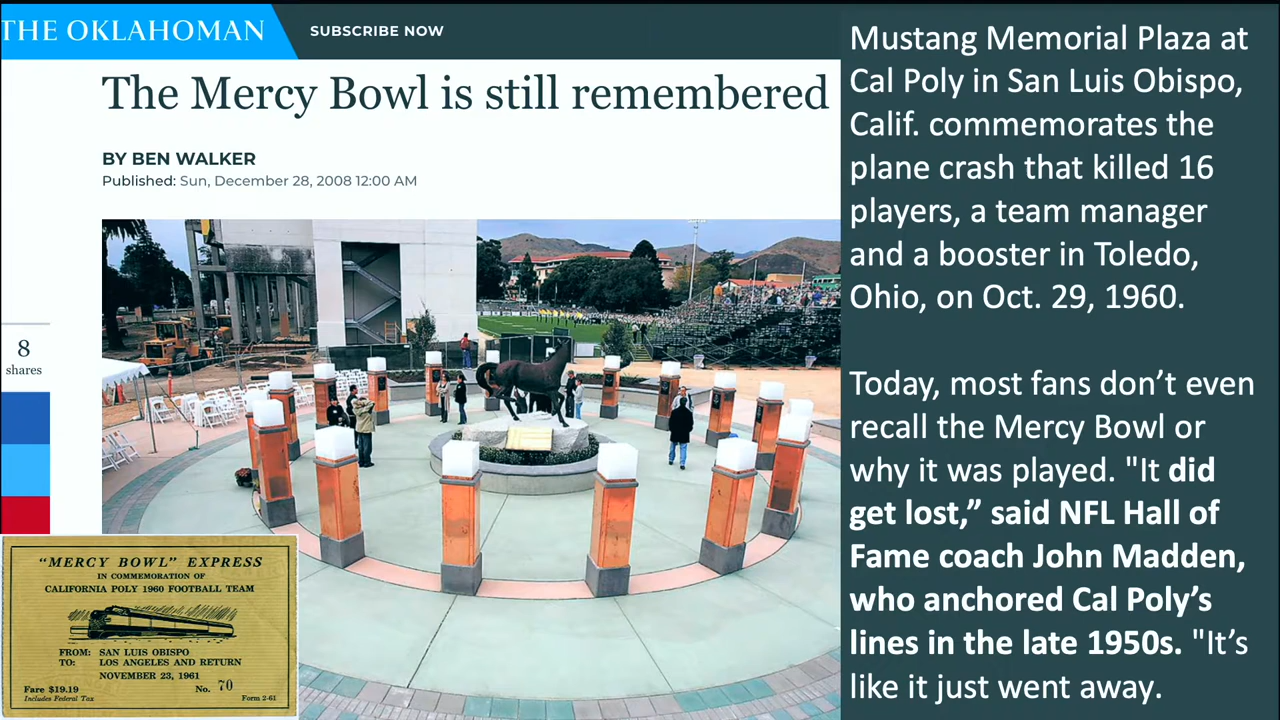 THE OKLAHOMAN
SUBSCRIBE NOW
The Mercy Bowl is still remembered
BY BEN WALKER
Published: Sun, December 28, 2008 12:00 AM
8
shares
"MERCY BOWL" EXPRESS
IN COMMEMORATION OF
CALIFORNIA POLY 1960 FOOTBALL TEAM
FROM: SAN LUIS OBISPO
TO: LOS ANGELES AND RETURN
NOVEMBER 23, 1961
Fare $19.19
Includes Federal Tax
No. 70
Form 2-61
Mustang Memorial Plaza at
Cal Poly in San Luis Obispo,
Calif. commemorates the
plane crash that killed 16
players, a team manager
and a booster in Toledo,
Ohio, on Oct. 29, 1960.
Today, most fans don’t even
recall the Mercy Bowl or
why it was played. "It did
get lost,” said NFL Hall of
Fame coach John Madden,
who anchored Cal Poly’s
lines in the late 1950s. "It’s
like it just went away.